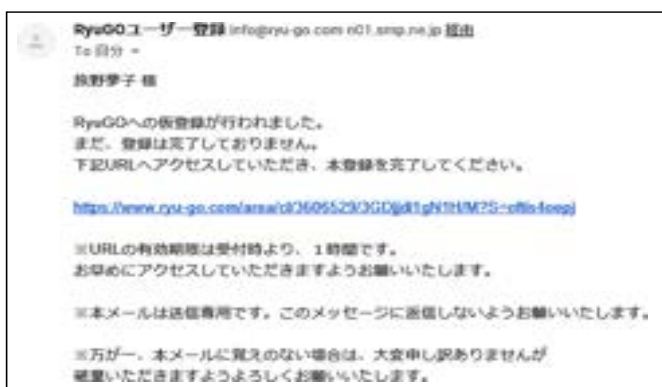 RyuGOユーザー登録 info@ryu-go.com n01.smp.ne.jp 経由
To 自分
旅野夢子 様
RyuGOへの仮登録が行われました。
まだ、登録は完了しておりません。
下記URLへアクセスしていただき、本登録を完了してください。
※URLの有効期限は受付時より、1時間です。
お早めにアクセスしていただきますようお願いいたします。
※本メールは送信専用です。このメッセージに返信しないようお願いいたします。
※万が一、本メールに覚えのない場合は、大変申し訳ありませんが
破棄いただきますようよろしくお願いいたします。